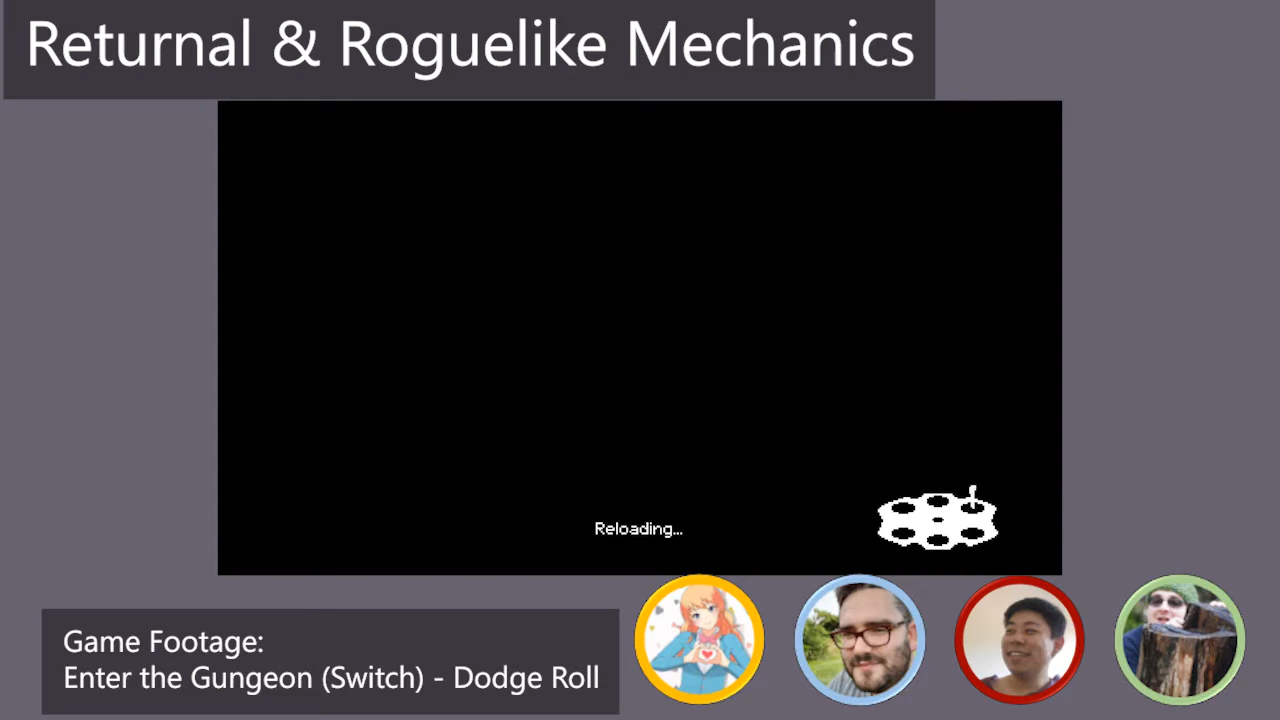 Returnal & Roguelike Mechanics
Reloading...
Game Footage:
Enter the Gungeon (Switch) - Dodge Roll